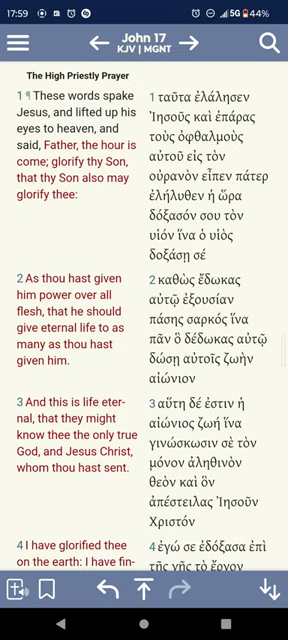 17:59
5G 44%
John 17
KJV | MGNT
The High Priestly Prayer
1 ¶ These words spake
Jesus, and lifted up his
eyes to heaven, and
said, Father, the hour is
come; glorify thy Son,
that thy Son also may
glorify thee:
1 ταῦτα ἐλάλησεν
Ἰησοῦς καὶ ἐπάρας
τοὺς ὀφθαλμοὺς
αὐτοῦ εἰς τὸν
οὐρανὸν εἶπεν πάτερ
ἐλήλυθεν ἡ ὥρα
δόξασόν σου τὸν
υἱόν ἵνα ὁ υἱὸς
δοξάσῃ σέ
2 As thou hast given
him power over all
flesh, that he should
give eternal life to as
many as thou hast
given him.
2 καθὼς ἔδωκας
αὐτῷ ἐξουσίαν
πάσης σαρκός ἵνα
πᾶν ὃ δέδωκας αὐτῷ
δώσῃ αὐτοῖς ζωὴν
αἰώνιον
3 And this is life eter-
nal, that they might
know thee the only true
God, and Jesus Christ,
whom thou hast sent.
3 αὕτη δέ ἐστιν ἡ
αἰώνιος ζωή ἵνα
γινώσκωσιν σὲ τὸν
μόνον ἀληθινὸν
θεὸν καὶ ὃν
ἀπέστειλας Ἰησοῦν
Χριστόν
4 I have glorified thee
on the earth: I have fin-
4 ἐγώ σε ἐδόξασα ἐπὶ
τῆς γῆς τὸ ἔργον